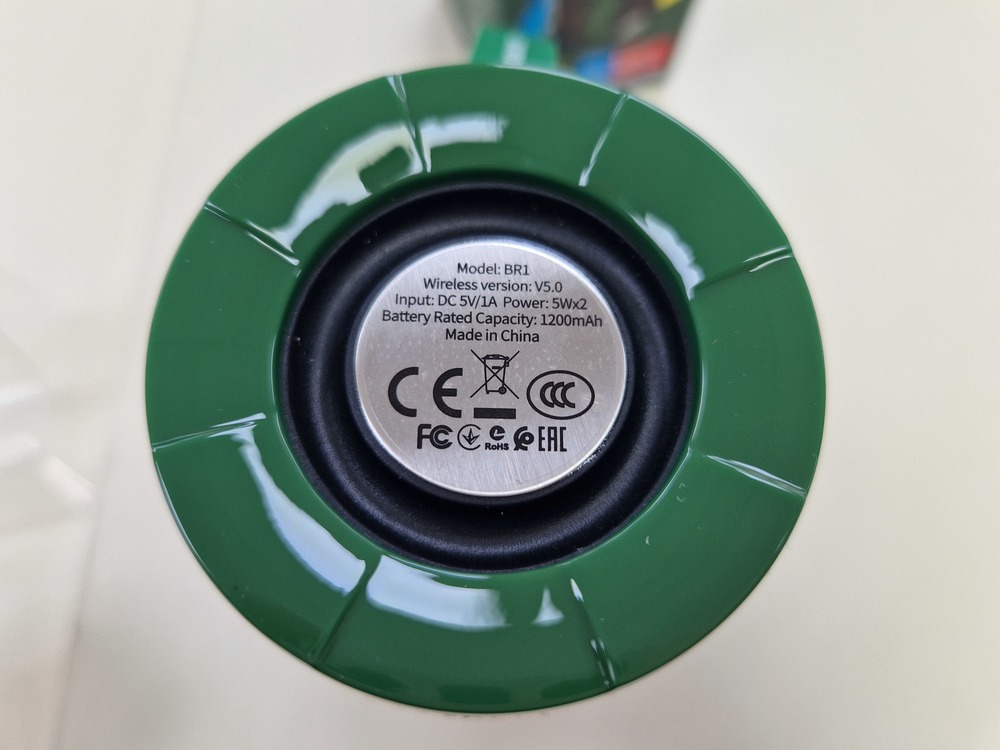 Model: BR1
Wireless version: V5.0
Input: DC 5V/1A Power: 5Wx2
Battery Rated Capacity: 1200mAh
Made in China
CE CCC
FC RoHS EAC